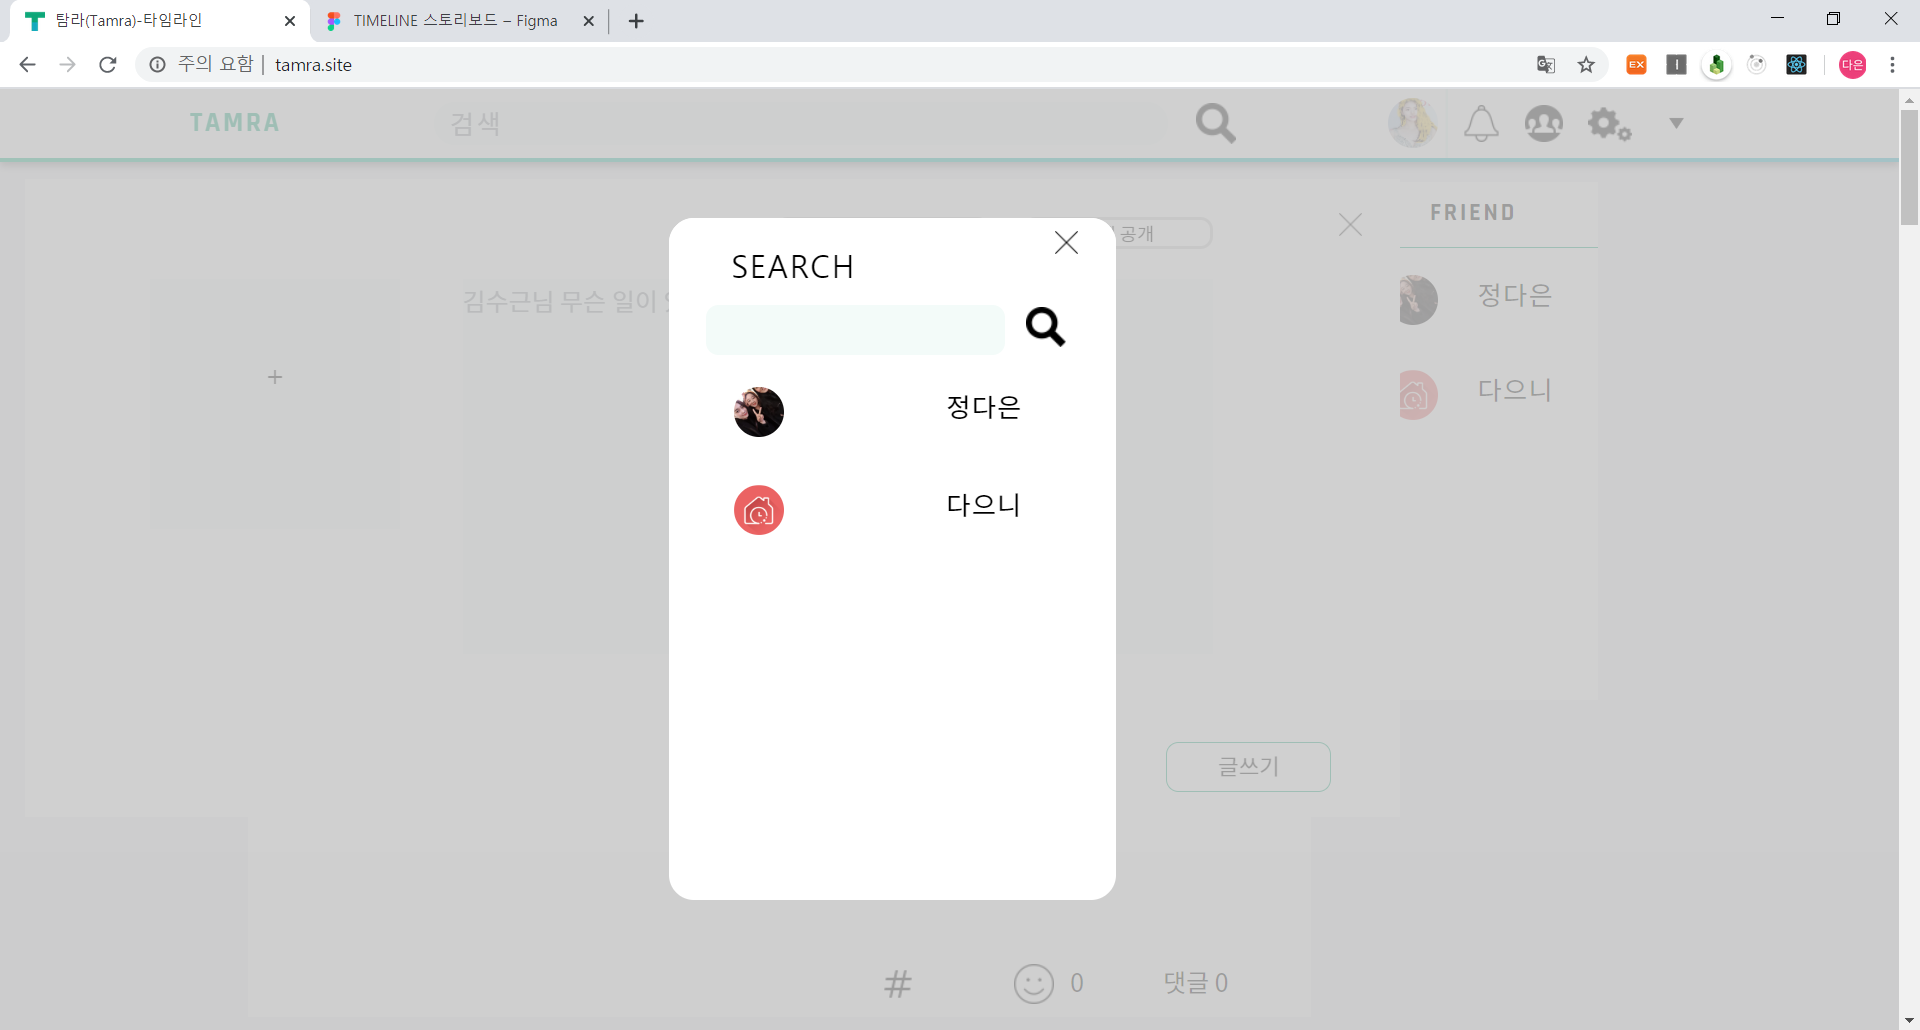 탐라(Tamra)-타임라인
TIMELINE 스토리보드 – Figma
주의 요함 | tamra.site
EX
다은
TAMRA
검색
공개
FRIEND
김수근님 무슨 일이
+
정다은
다으니
SEARCH
정다은
다으니
글쓰기
#
0
댓글 0